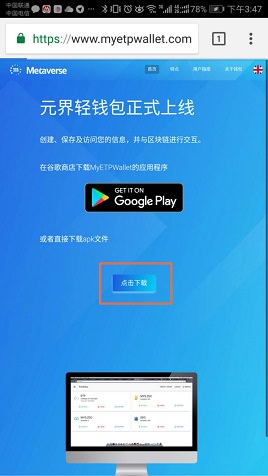 中国联通
中国电信
78%
下午3:47
https://www.myetpwallet.com
1
Metaverse
首页
特点
用户指南
关于钱包
元界轻钱包正式上线
创建、保存及访问您的信息，并与区块链进行交互。
在谷歌商店下载MyETPWallet的应用程序
GET IT ON
Google Play
或者直接下载apk文件
点击下载